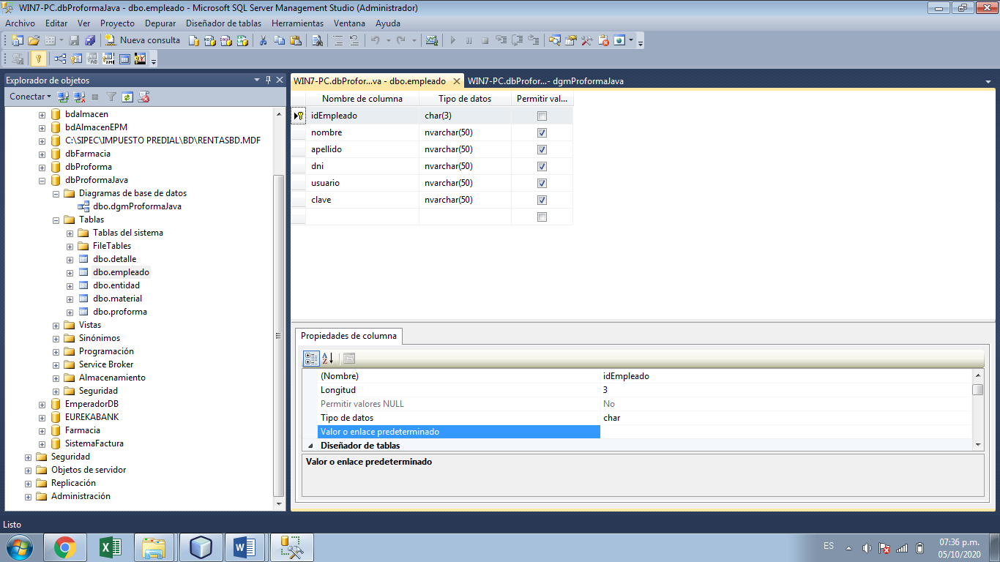 WIN7-PC.dbProformaJava - dbo.empleado - Microsoft SQL Server Management Studio (Administrador)
Archivo Editar Ver Proyecto Depurar Diseñador de tablas Herramientas Ventana Ayuda
Nueva consulta
Explorador de objetos
Conectar
bdalmacen
bdAlmacenEPM
C:\SIPEC\IMPUESTO PREDIAL\BD\RENTASBD.MDF
dbFarmacia
dbProforma
dbProformaJava
Diagramas de base de datos
dbo.dgmProformaJava
Tablas
Tablas del sistema
FileTables
dbo.detalle
dbo.empleado
dbo.entidad
dbo.material
dbo.proforma
Vistas
Sinónimos
Programación
Service Broker
Almacenamiento
Seguridad
EmperadorDB
EUREKABANK
Farmacia
SistemaFactura
Seguridad
Objetos de servidor
Replicación
Administración
WIN7-PC.dbProfor...va - dbo.empleado WIN7-PC.dbProfor...- dgmProformaJava
Nombre de columna Tipo de datos Permitir val...
idEmpleado char(3)
nombre nvarchar(50)
apellido nvarchar(50)
dni nvarchar(50)
usuario nvarchar(50)
clave nvarchar(50)
Propiedades de columna
(Nombre) idEmpleado
Longitud 3
Permitir valores NULL No
Tipo de datos char
Valor o enlace predeterminado
Diseñador de tablas
Valor o enlace predeterminado
Listo
ES
07:36 p.m.
05/10/2020